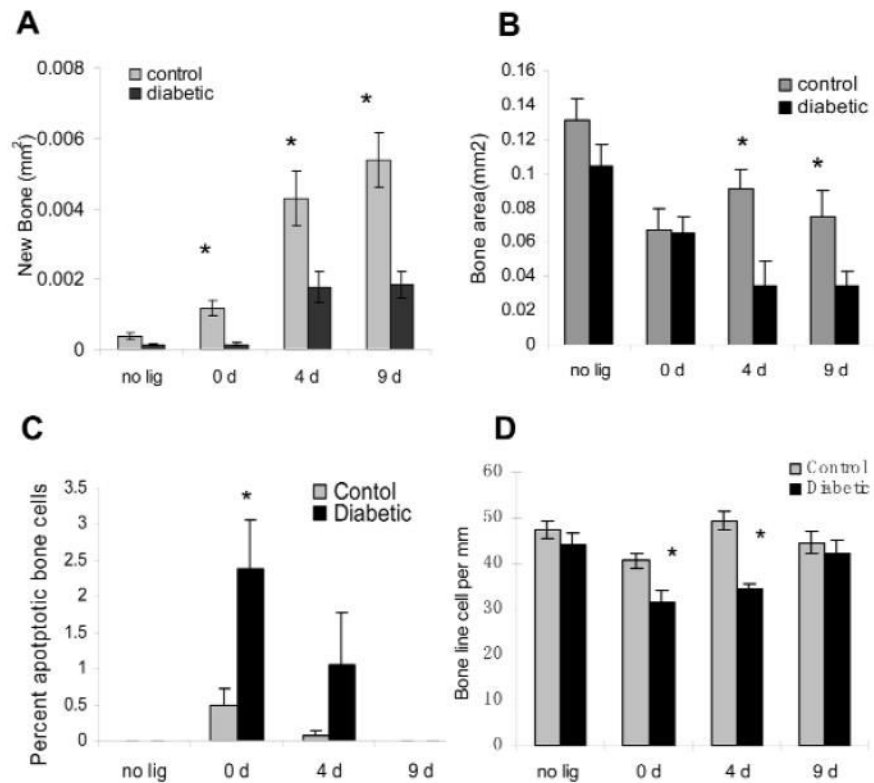 A
0.008
0.006
0.004
0.002
0
New Bone (mm²)
control
diabetic
*
*
*
no lig 0 d 4 d 9 d
B
0.16
0.14
0.12
0.1
0.08
0.06
0.04
0.02
0
Bone area(mm2)
control
diabetic
*
*
no lig 0 d 4 d 9 d
C
3.5
3
2.5
2
1.5
1
0.5
0
Percent apotptotic bone cells
Contol
Diabetic
*
no lig 0 d 4 d 9 d
D
60
50
40
30
20
10
0
Bone line cell per mm
Control
Diabetic
*
*
no lig 0 d 4 d 9 d